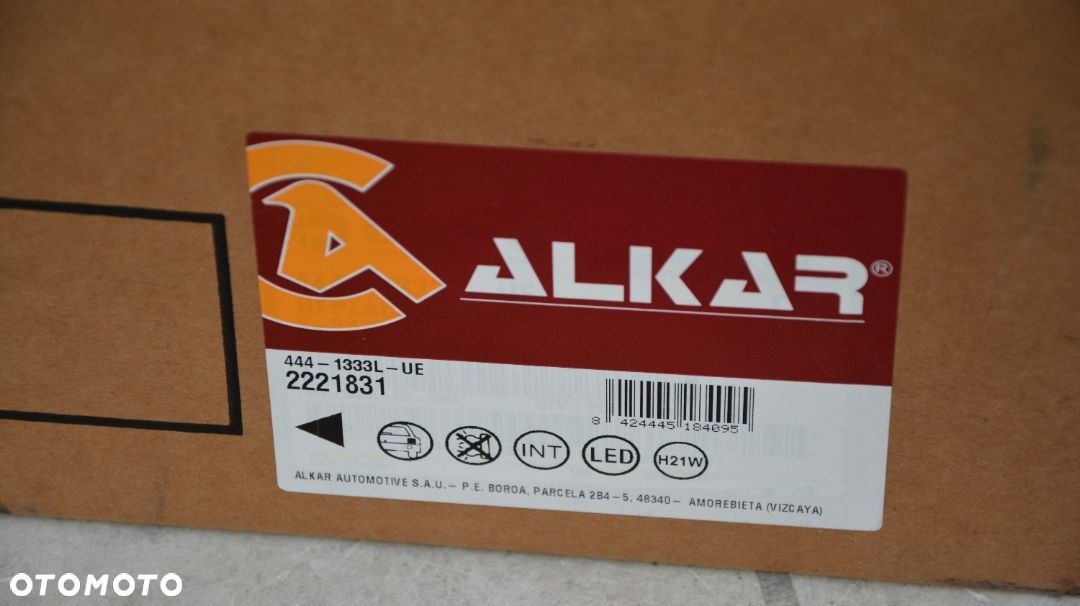 ALKAR®
444-1333L-UE
2221831
8 424445 184095
INT LED H21W
ALKAR AUTOMOTIVE S.A.U.- P.E. BOROA, PARCELA 2B4-5, 48340- AMOREBIETA (VIZCAYA)
OTOMOTO